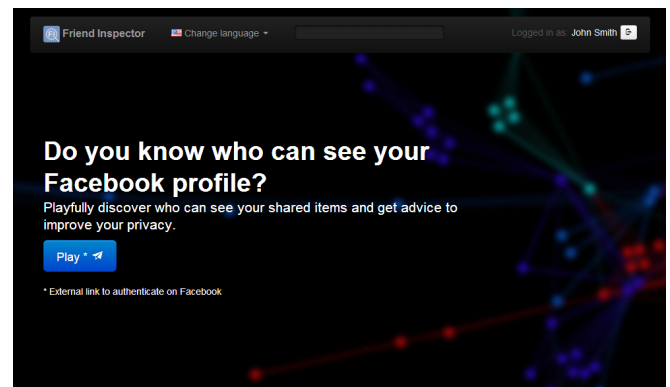 Friend Inspector Change language Logged in as: John Smith
Do you know who can see your
Facebook profile?
Playfully discover who can see your shared items and get advice to
improve your privacy.
Play *
* External link to authenticate on Facebook